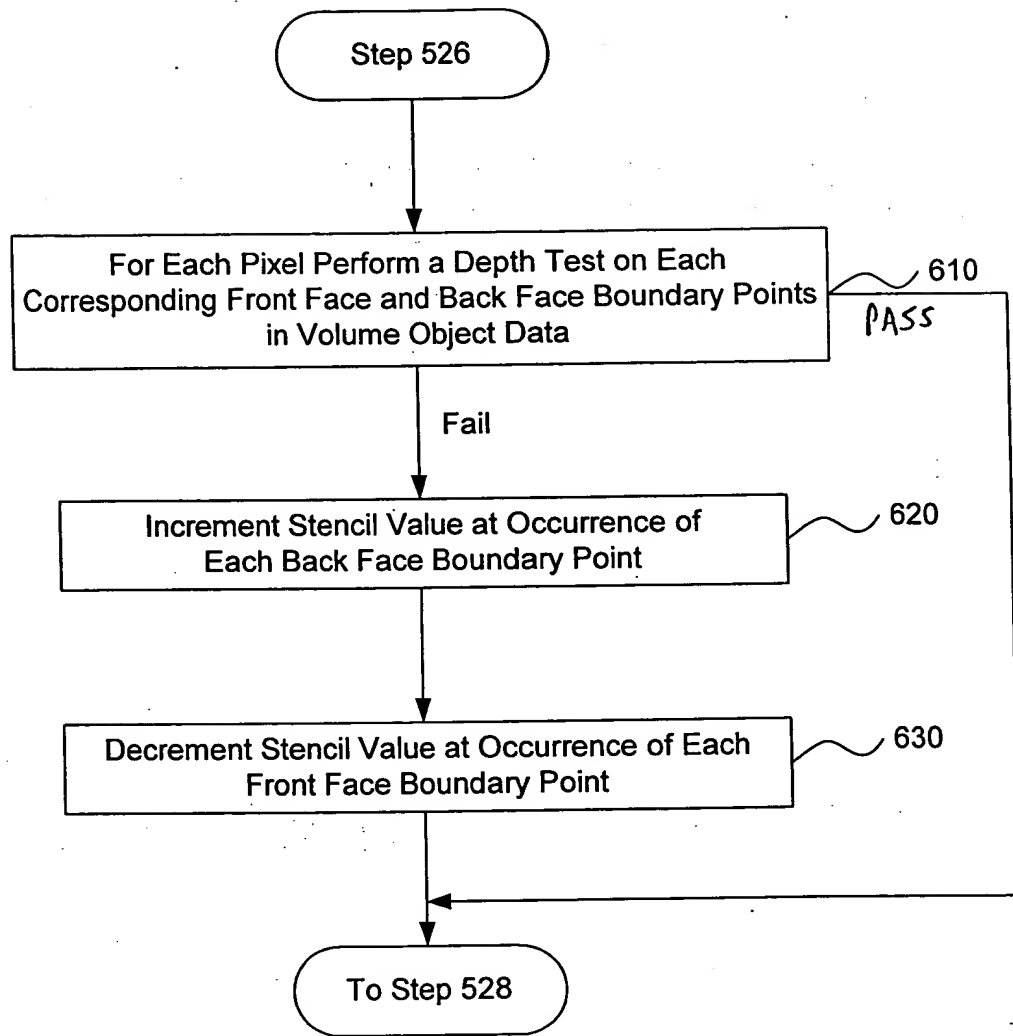 Step 526
For Each Pixel Perform a Depth Test on Each
Corresponding Front Face and Back Face Boundary Points
in Volume Object Data
610
PASS
Fail
Increment Stencil Value at Occurrence of
Each Back Face Boundary Point
620
Decrement Stencil Value at Occurrence of Each
Front Face Boundary Point
630
To Step 528